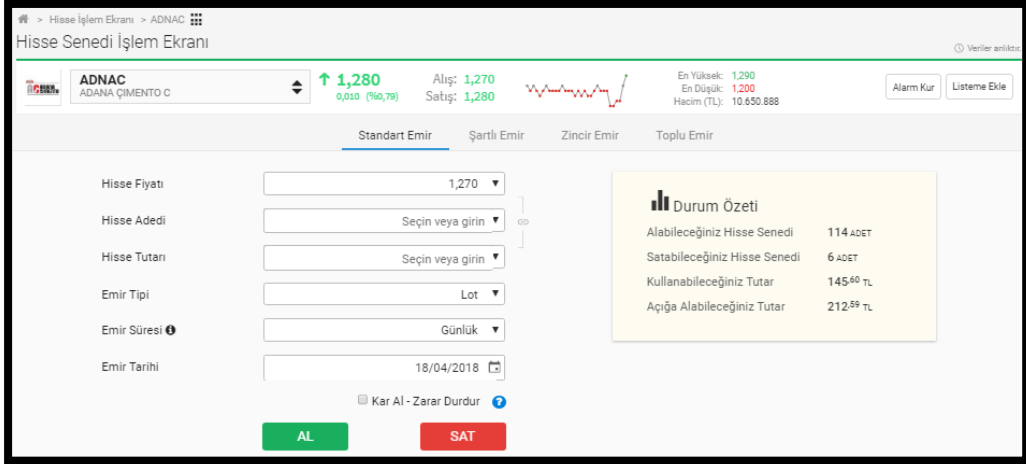 > Hisse İşlem Ekranı > ADNAC
Hisse Senedi İşlem Ekranı
Veriler anlıktır.
ADNAC
ADANA ÇIMENTO C
1,280
0,010 (%0,79)
Alış: 1,270
Satış: 1,280
En Yüksek: 1,290
En Düşük: 1,200
Hacim (TL): 10.650.888
Alarm Kur
Listeme Ekle
Standart Emir Şartlı Emir Zincir Emir Toplu Emir
Hisse Fiyatı 1,270
Hisse Adedi Seçin veya girin
Hisse Tutarı Seçin veya girin
Emir Tipi Lot
Emir Süresi Günlük
Emir Tarihi 18/04/2018
Kar Al - Zarar Durdur ?
AL SAT
Durum Özeti
Alabileceğiniz Hisse Senedi 114 ADET
Satabileceğiniz Hisse Senedi 6 ADET
Kullanabileceğiniz Tutar 145,60 TL
Açığa Alabileceğiniz Tutar 212,59 TL